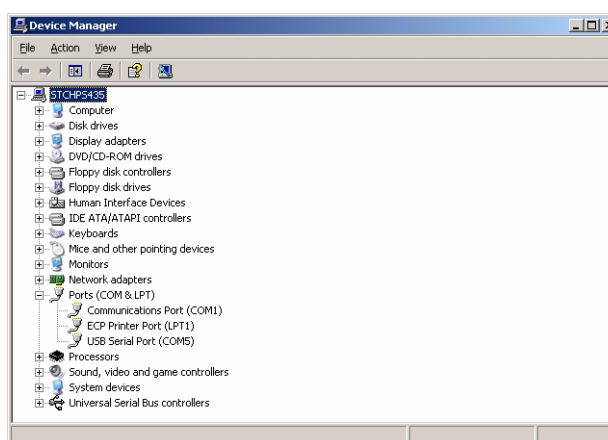 Device Manager
File Action View Help
STCHPS435
Computer
Disk drives
Display adapters
DVD/CD-ROM drives
Floppy disk controllers
Floppy disk drives
Human Interface Devices
IDE ATA/ATAPI controllers
Keyboards
Mice and other pointing devices
Monitors
Network adapters
Ports (COM & LPT)
Communications Port (COM1)
ECP Printer Port (LPT1)
USB Serial Port (COM5)
Processors
Sound, video and game controllers
System devices
Universal Serial Bus controllers